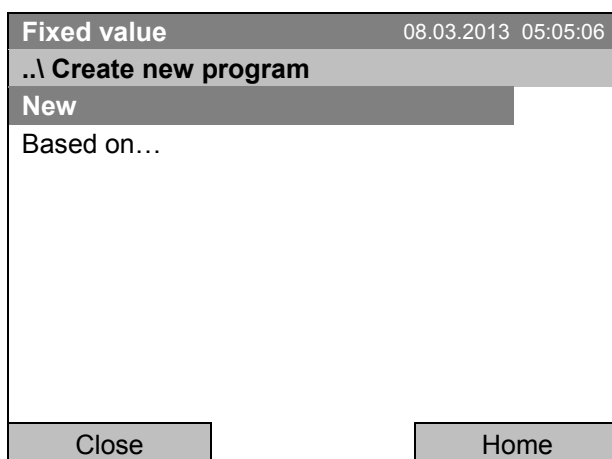 Fixed value 08.03.2013 05:05:06
..\ Create new program
New
Based on…
Close Home